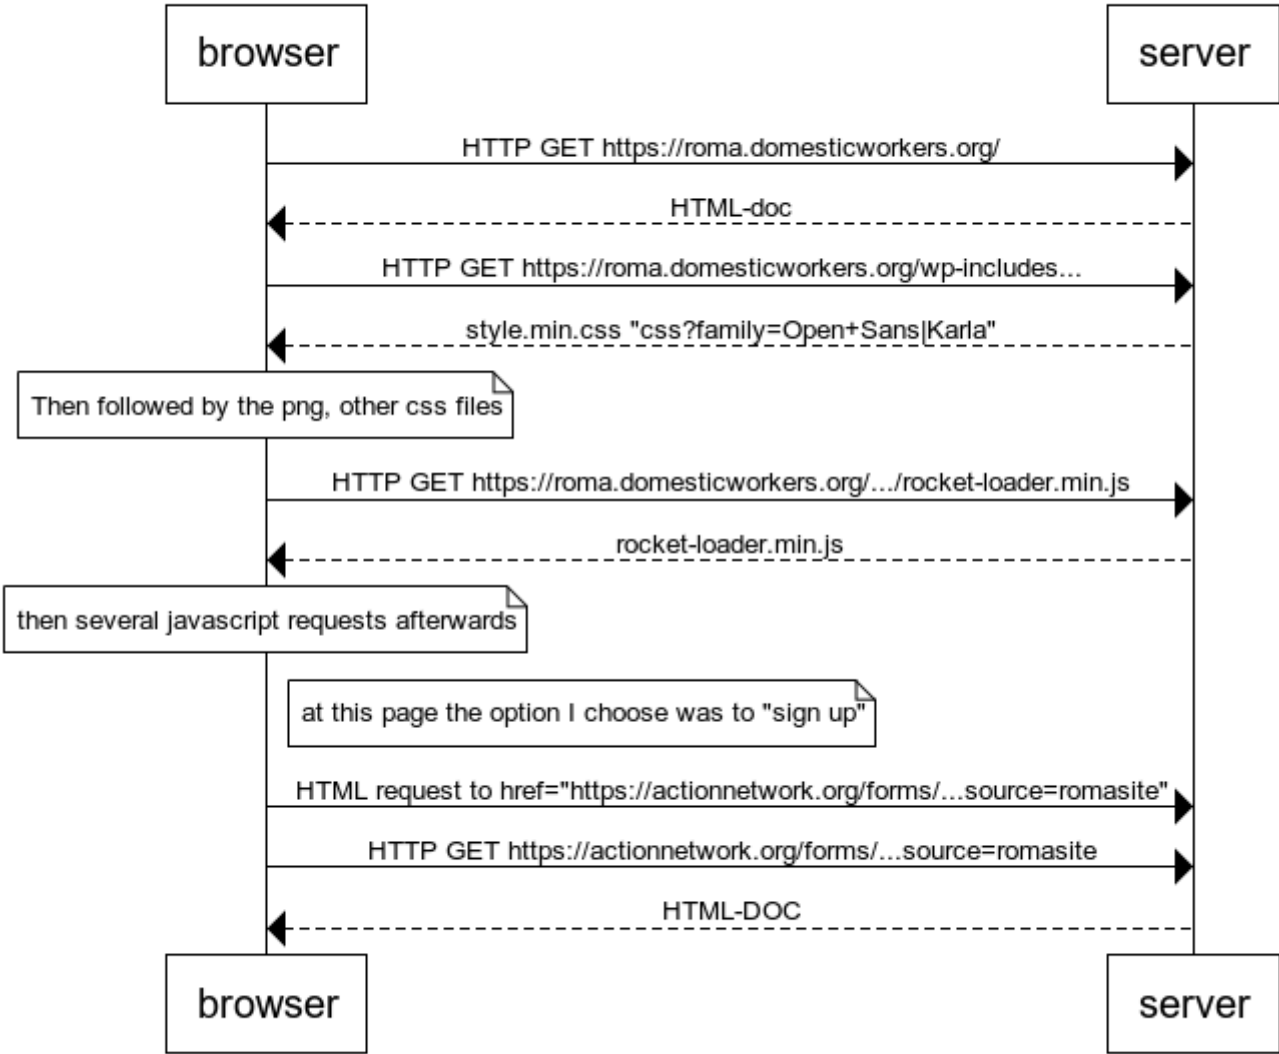 browser
server
HTTP GET https://roma.domesticworkers.org/
HTML-doc
HTTP GET https://roma.domesticworkers.org/wp-includes...
style.min.css "css?family=Open+Sans|Karla"
Then followed by the png, other css files
HTTP GET https://roma.domesticworkers.org/.../rocket-loader.min.js
rocket-loader.min.js
then several javascript requests afterwards
at this page the option I choose was to "sign up"
HTML request to href="https://actionnetwork.org/forms/...source=romasite"
HTTP GET https://actionnetwork.org/forms/...source=romasite
HTML-DOC
browser
server